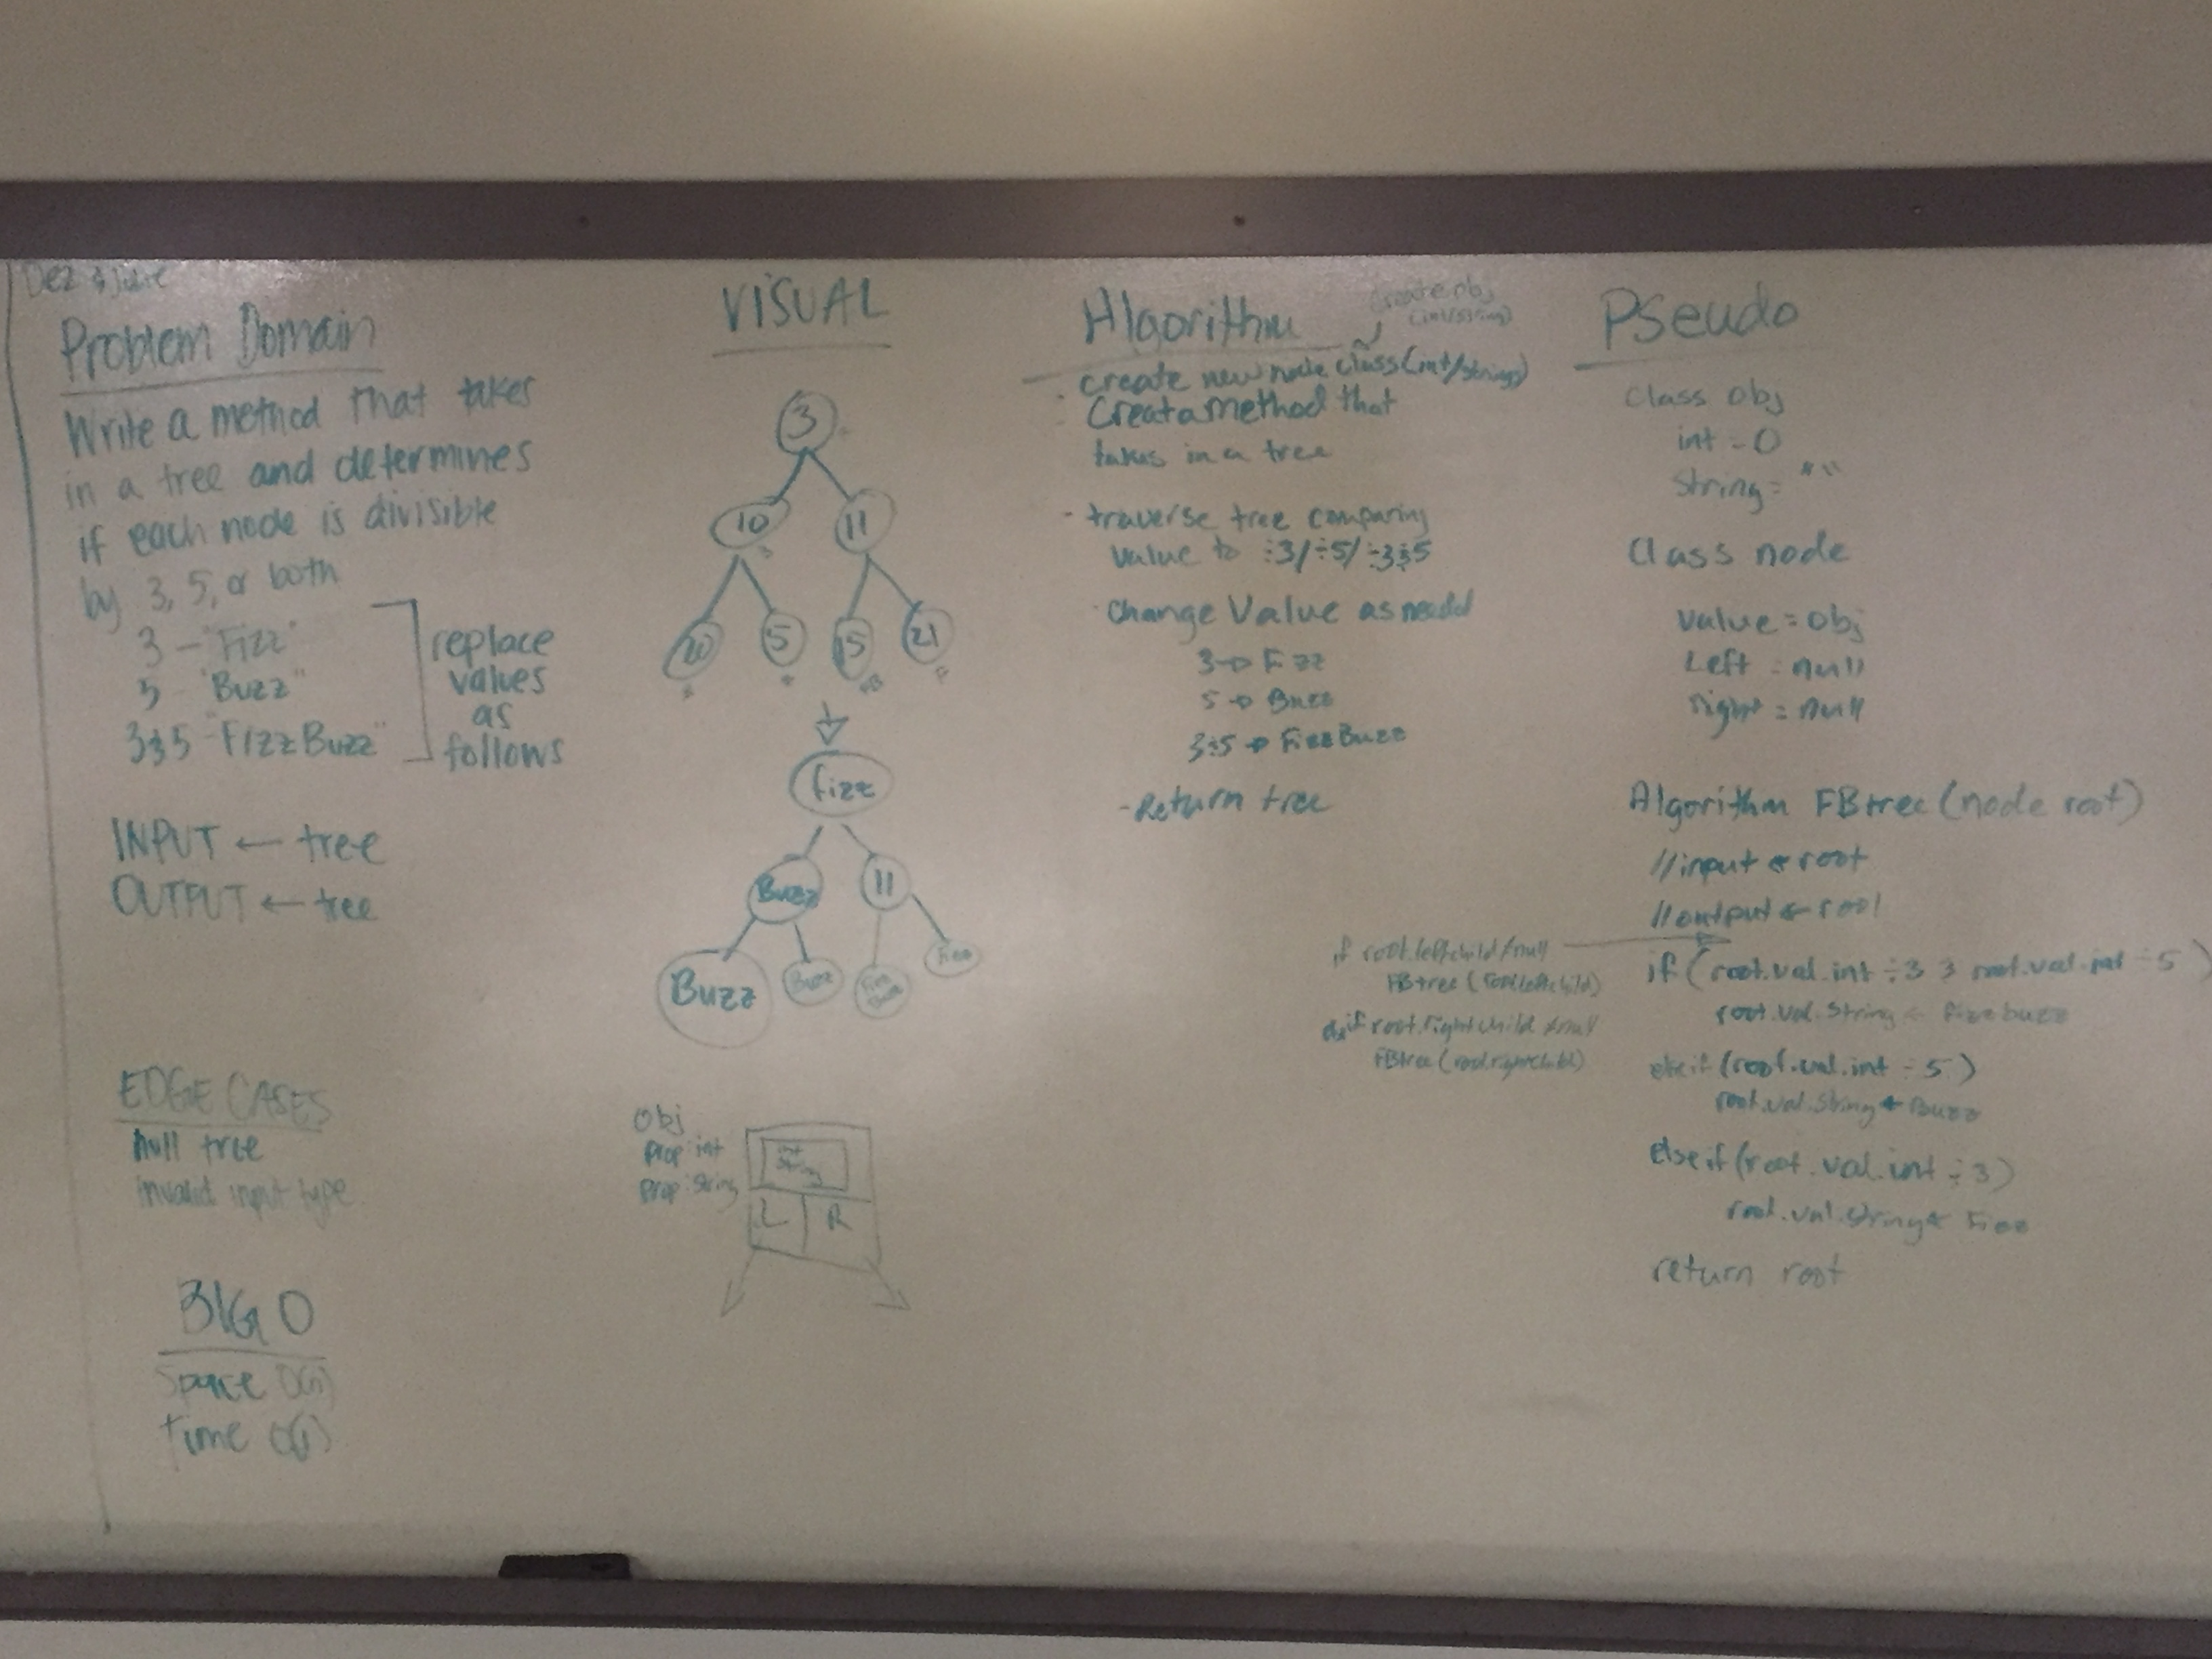 Problem Domain
Write a method that takes
in a tree and determines
if each node is divisible
by 3, 5, or both
3 - "Fizz"
5 - "Buzz"
3&5 - "FizzBuzz"
replace
values
as
follows
INPUT ← tree
OUTPUT ← tree
EDGE CASES
Null tree
invalid input type
BIG O
Space O(n)
time O(1)
VISUAL
3
10 11
20 5 15 21
Fizz
Buzz 11
Buzz Buzz Fizz Buzz Fizz
Obj
Prop int
Prop String
int
String
L R
Algorithm
create obj
(int/string)
create new node class (int/string)
Create a method that
takes in a tree
- traverse tree comparing
value to ÷3/÷5/÷3&5
- Change Value as needed
3 → Fizz
5 → Buzz
3&5 → FizzBuzz
- Return tree
Pseudo
class obj
int = 0
string = ""
Class node
value = obj
Left = null
right = null
Algorithm FBtree (node root)
//input ← root
//output ← root
if root.leftchild ≠ null
FBtree (root.leftchild)
if root.rightchild ≠ null
FBtree (root.rightchild)
if (root.val.int ÷ 3 & root.val.int ÷ 5)
root.val.string ← Fizzbuzz
else if (root.val.int ÷ 5)
root.val.string ← Buzz
else if (root.val.int ÷ 3)
root.val.string ← Fizz
return root